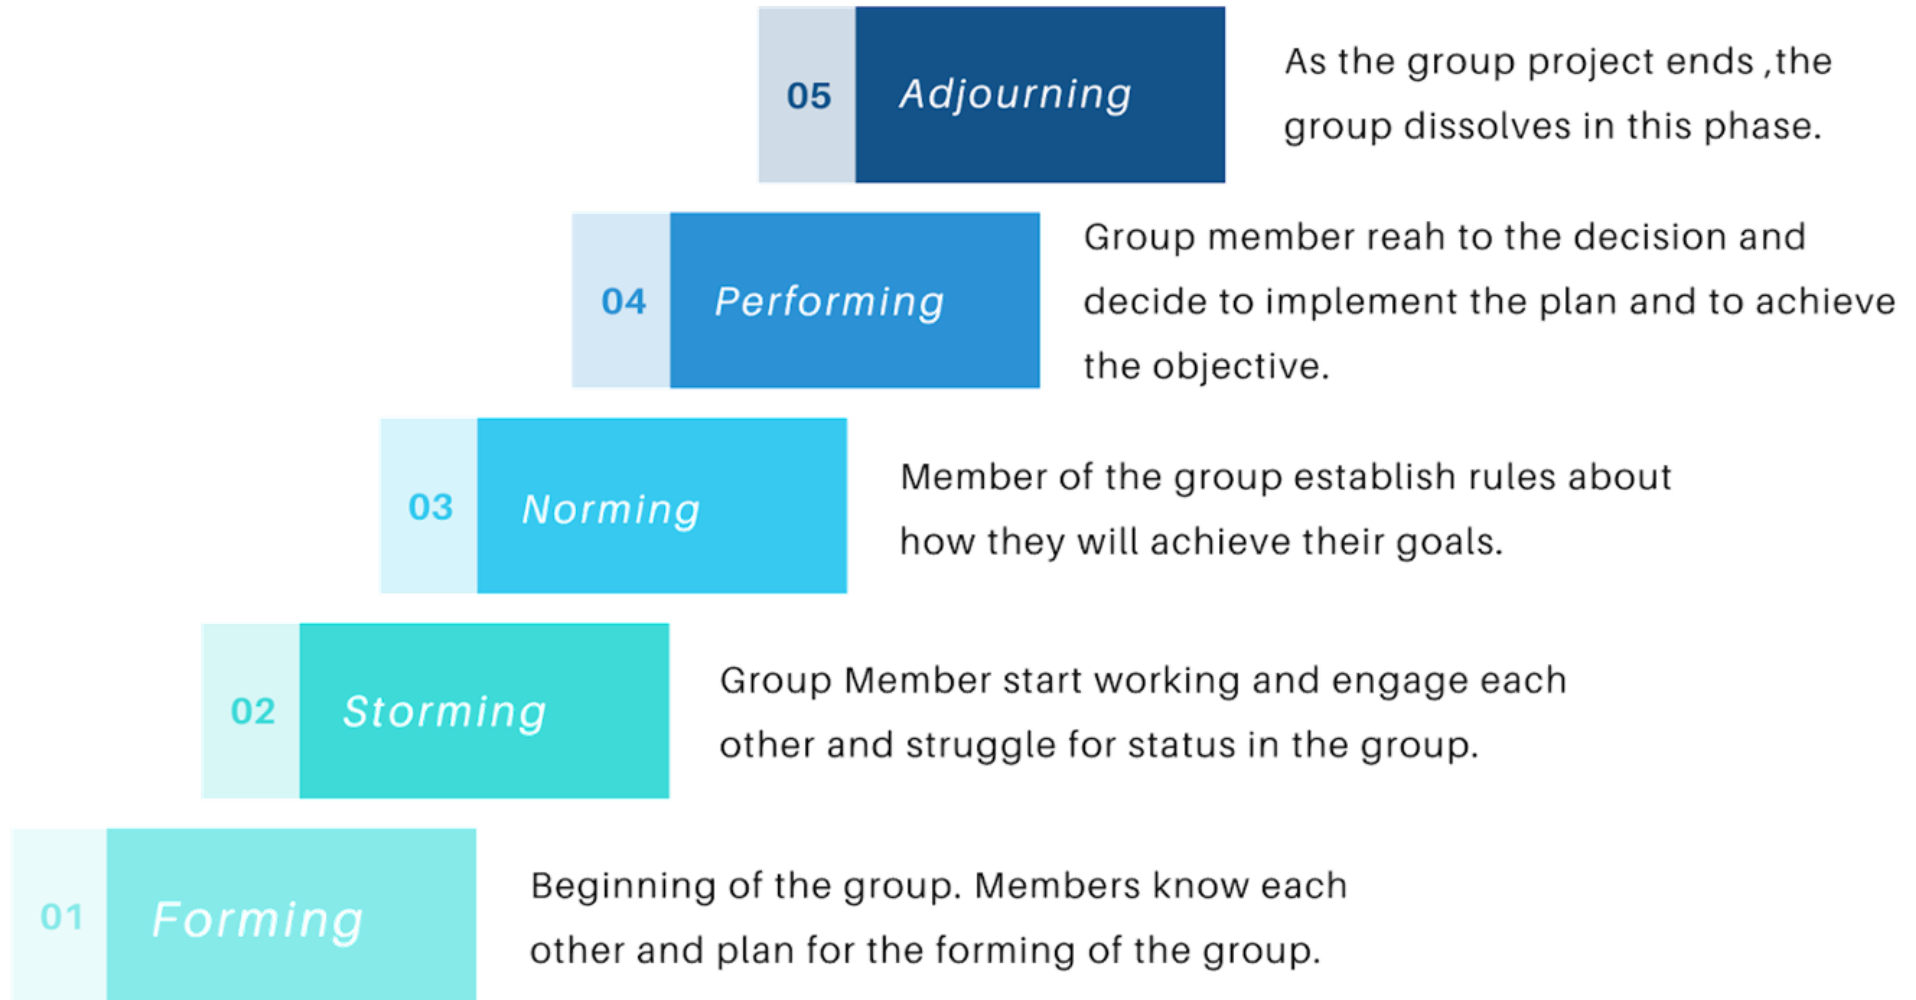 05
Adjourning
As the group project ends ,the
group dissolves in this phase.
04
Performing
Group member reah to the decision and
decide to implement the plan and to achieve
the objective.
03
Norming
Member of the group establish rules about
how they will achieve their goals.
02
Storming
Group Member start working and engage each
other and struggle for status in the group.
01
Forming
Beginning of the group. Members know each
other and plan for the forming of the group.